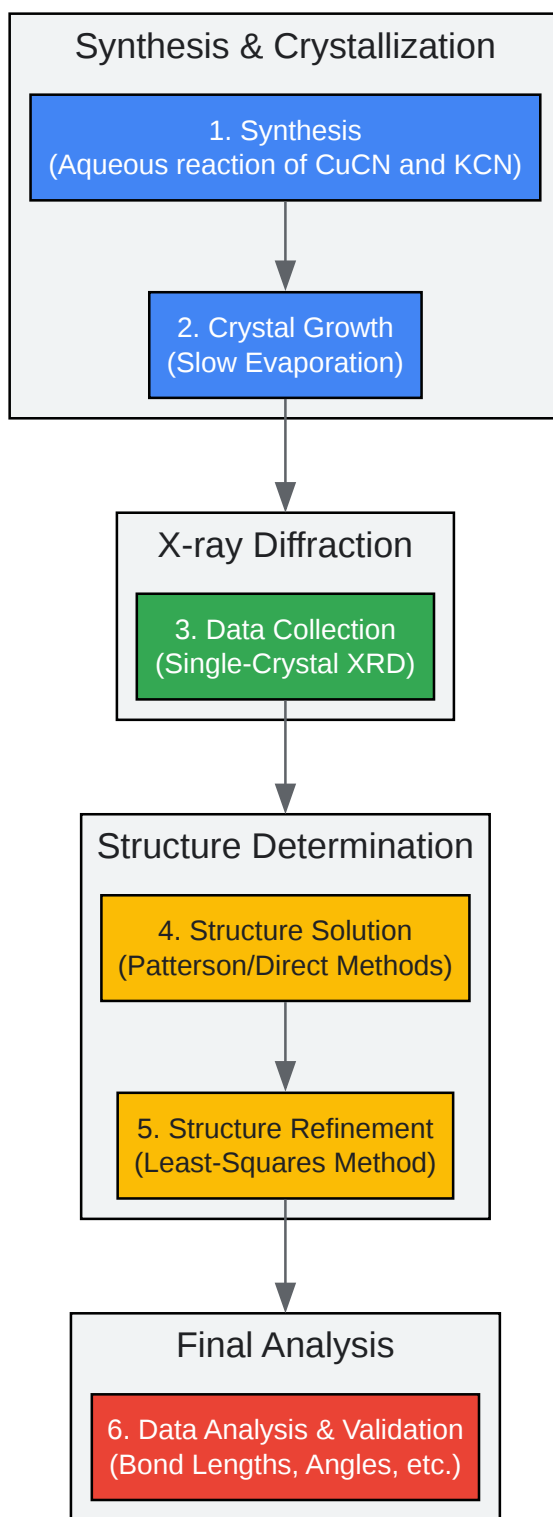 Synthesis & Crystallization
1. Synthesis
(Aqueous reaction of CuCN and KCN)
2. Crystal Growth
(Slow Evaporation)
X-ray Diffraction
3. Data Collection
(Single-Crystal XRD)
Structure Determination
4. Structure Solution
(Patterson/Direct Methods)
5. Structure Refinement
(Least-Squares Method)
Final Analysis
6. Data Analysis & Validation
(Bond Lengths, Angles, etc.)